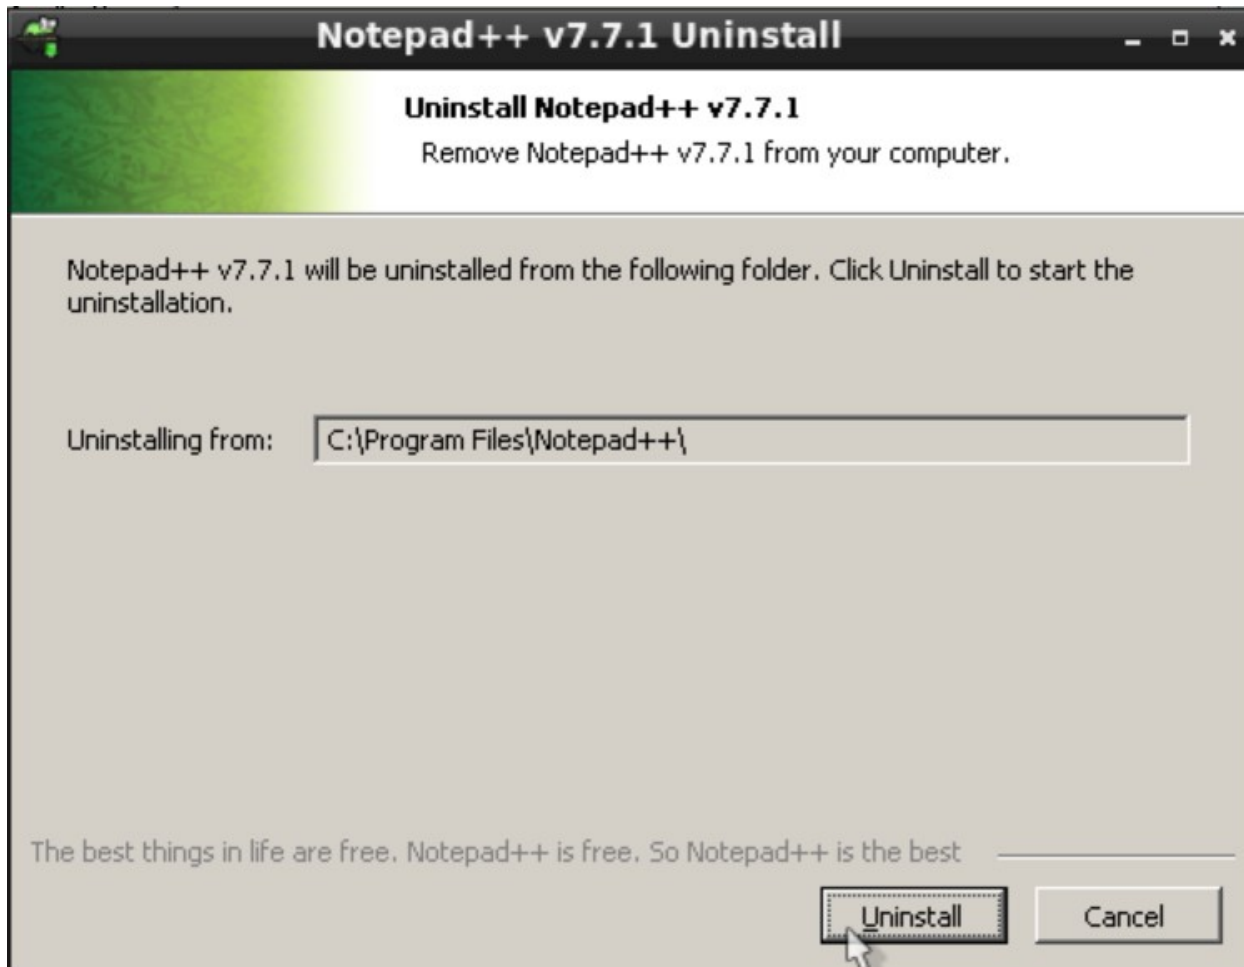 Notepad++ v7.7.1 Uninstall
Uninstall Notepad++ v7.7.1
Remove Notepad++ v7.7.1 from your computer.
Notepad++ v7.7.1 will be uninstalled from the following folder. Click Uninstall to start the
uninstallation.
Uninstalling from: C:\Program Files\Notepad++\
The best things in life are free. Notepad++ is free. So Notepad++ is the best
Uninstall Cancel